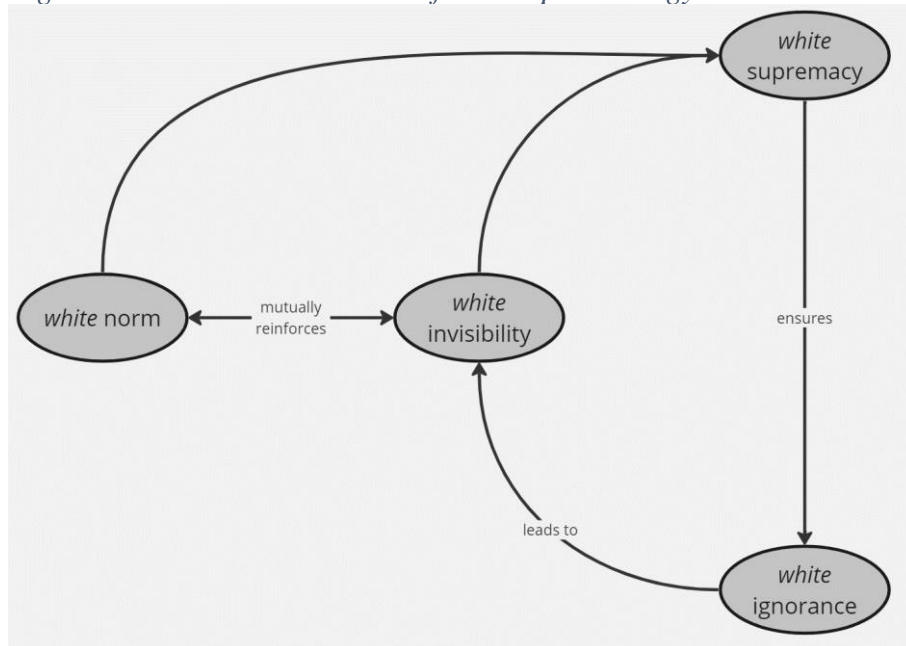 white
supremacy
white norm
mutually
reinforces
white
invisibility
ensures
leads to
white
ignorance